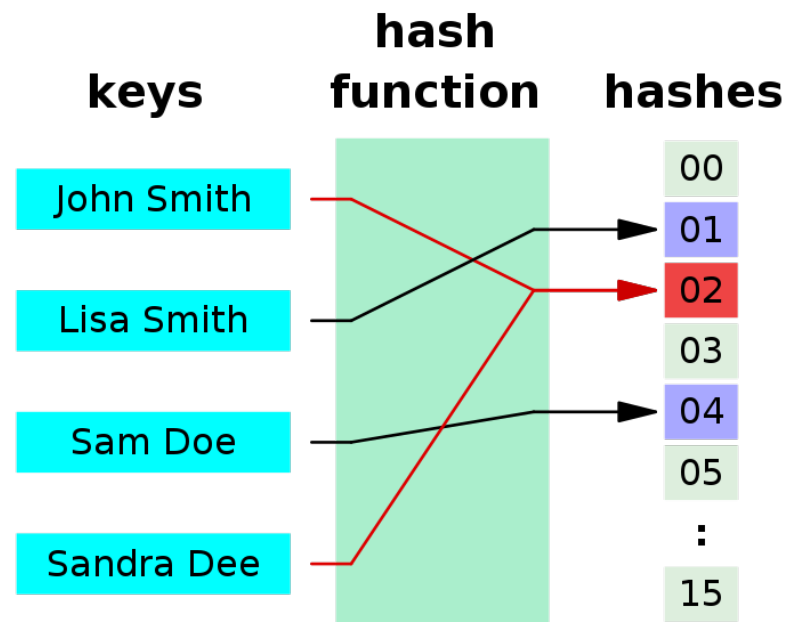 keys
hash
function
hashes
John Smith
Lisa Smith
Sam Doe
Sandra Dee
00
01
02
03
04
05
:
15